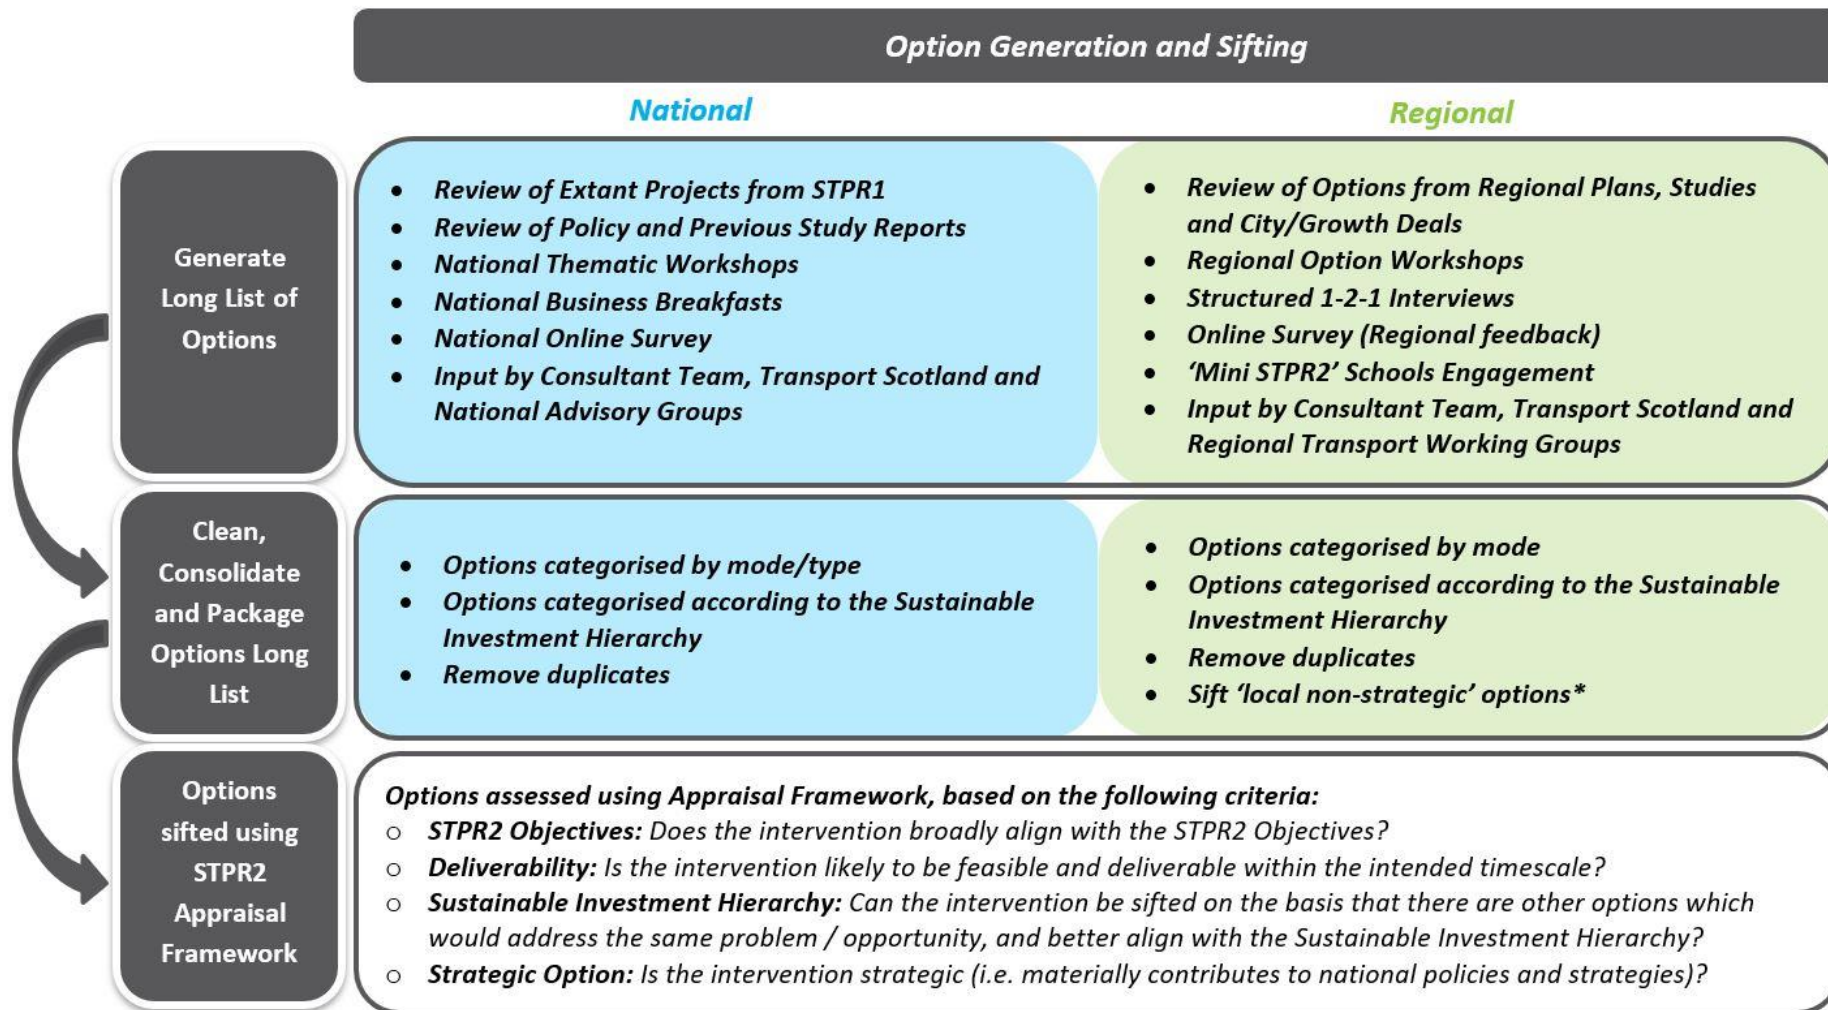 Option Generation and Sifting
National
Regional
Generate
Long List of
Options
• Review of Extant Projects from STPR1
• Review of Policy and Previous Study Reports
• National Thematic Workshops
• National Business Breakfasts
• National Online Survey
• Input by Consultant Team, Transport Scotland and
National Advisory Groups
• Review of Options from Regional Plans, Studies
and City/Growth Deals
• Regional Option Workshops
• Structured 1-2-1 Interviews
• Online Survey (Regional feedback)
• ‘Mini STPR2’ Schools Engagement
• Input by Consultant Team, Transport Scotland and
Regional Transport Working Groups
Clean,
Consolidate
and Package
Options Long
List
• Options categorised by mode/type
• Options categorised according to the Sustainable
Investment Hierarchy
• Remove duplicates
• Options categorised by mode
• Options categorised according to the Sustainable
Investment Hierarchy
• Remove duplicates
• Sift ‘local non-strategic’ options*
Options
sifted using
STPR2
Appraisal
Framework
Options assessed using Appraisal Framework, based on the following criteria:
o STPR2 Objectives: Does the intervention broadly align with the STPR2 Objectives?
o Deliverability: Is the intervention likely to be feasible and deliverable within the intended timescale?
o Sustainable Investment Hierarchy: Can the intervention be sifted on the basis that there are other options which
would address the same problem / opportunity, and better align with the Sustainable Investment Hierarchy?
o Strategic Option: Is the intervention strategic (i.e. materially contributes to national policies and strategies)?